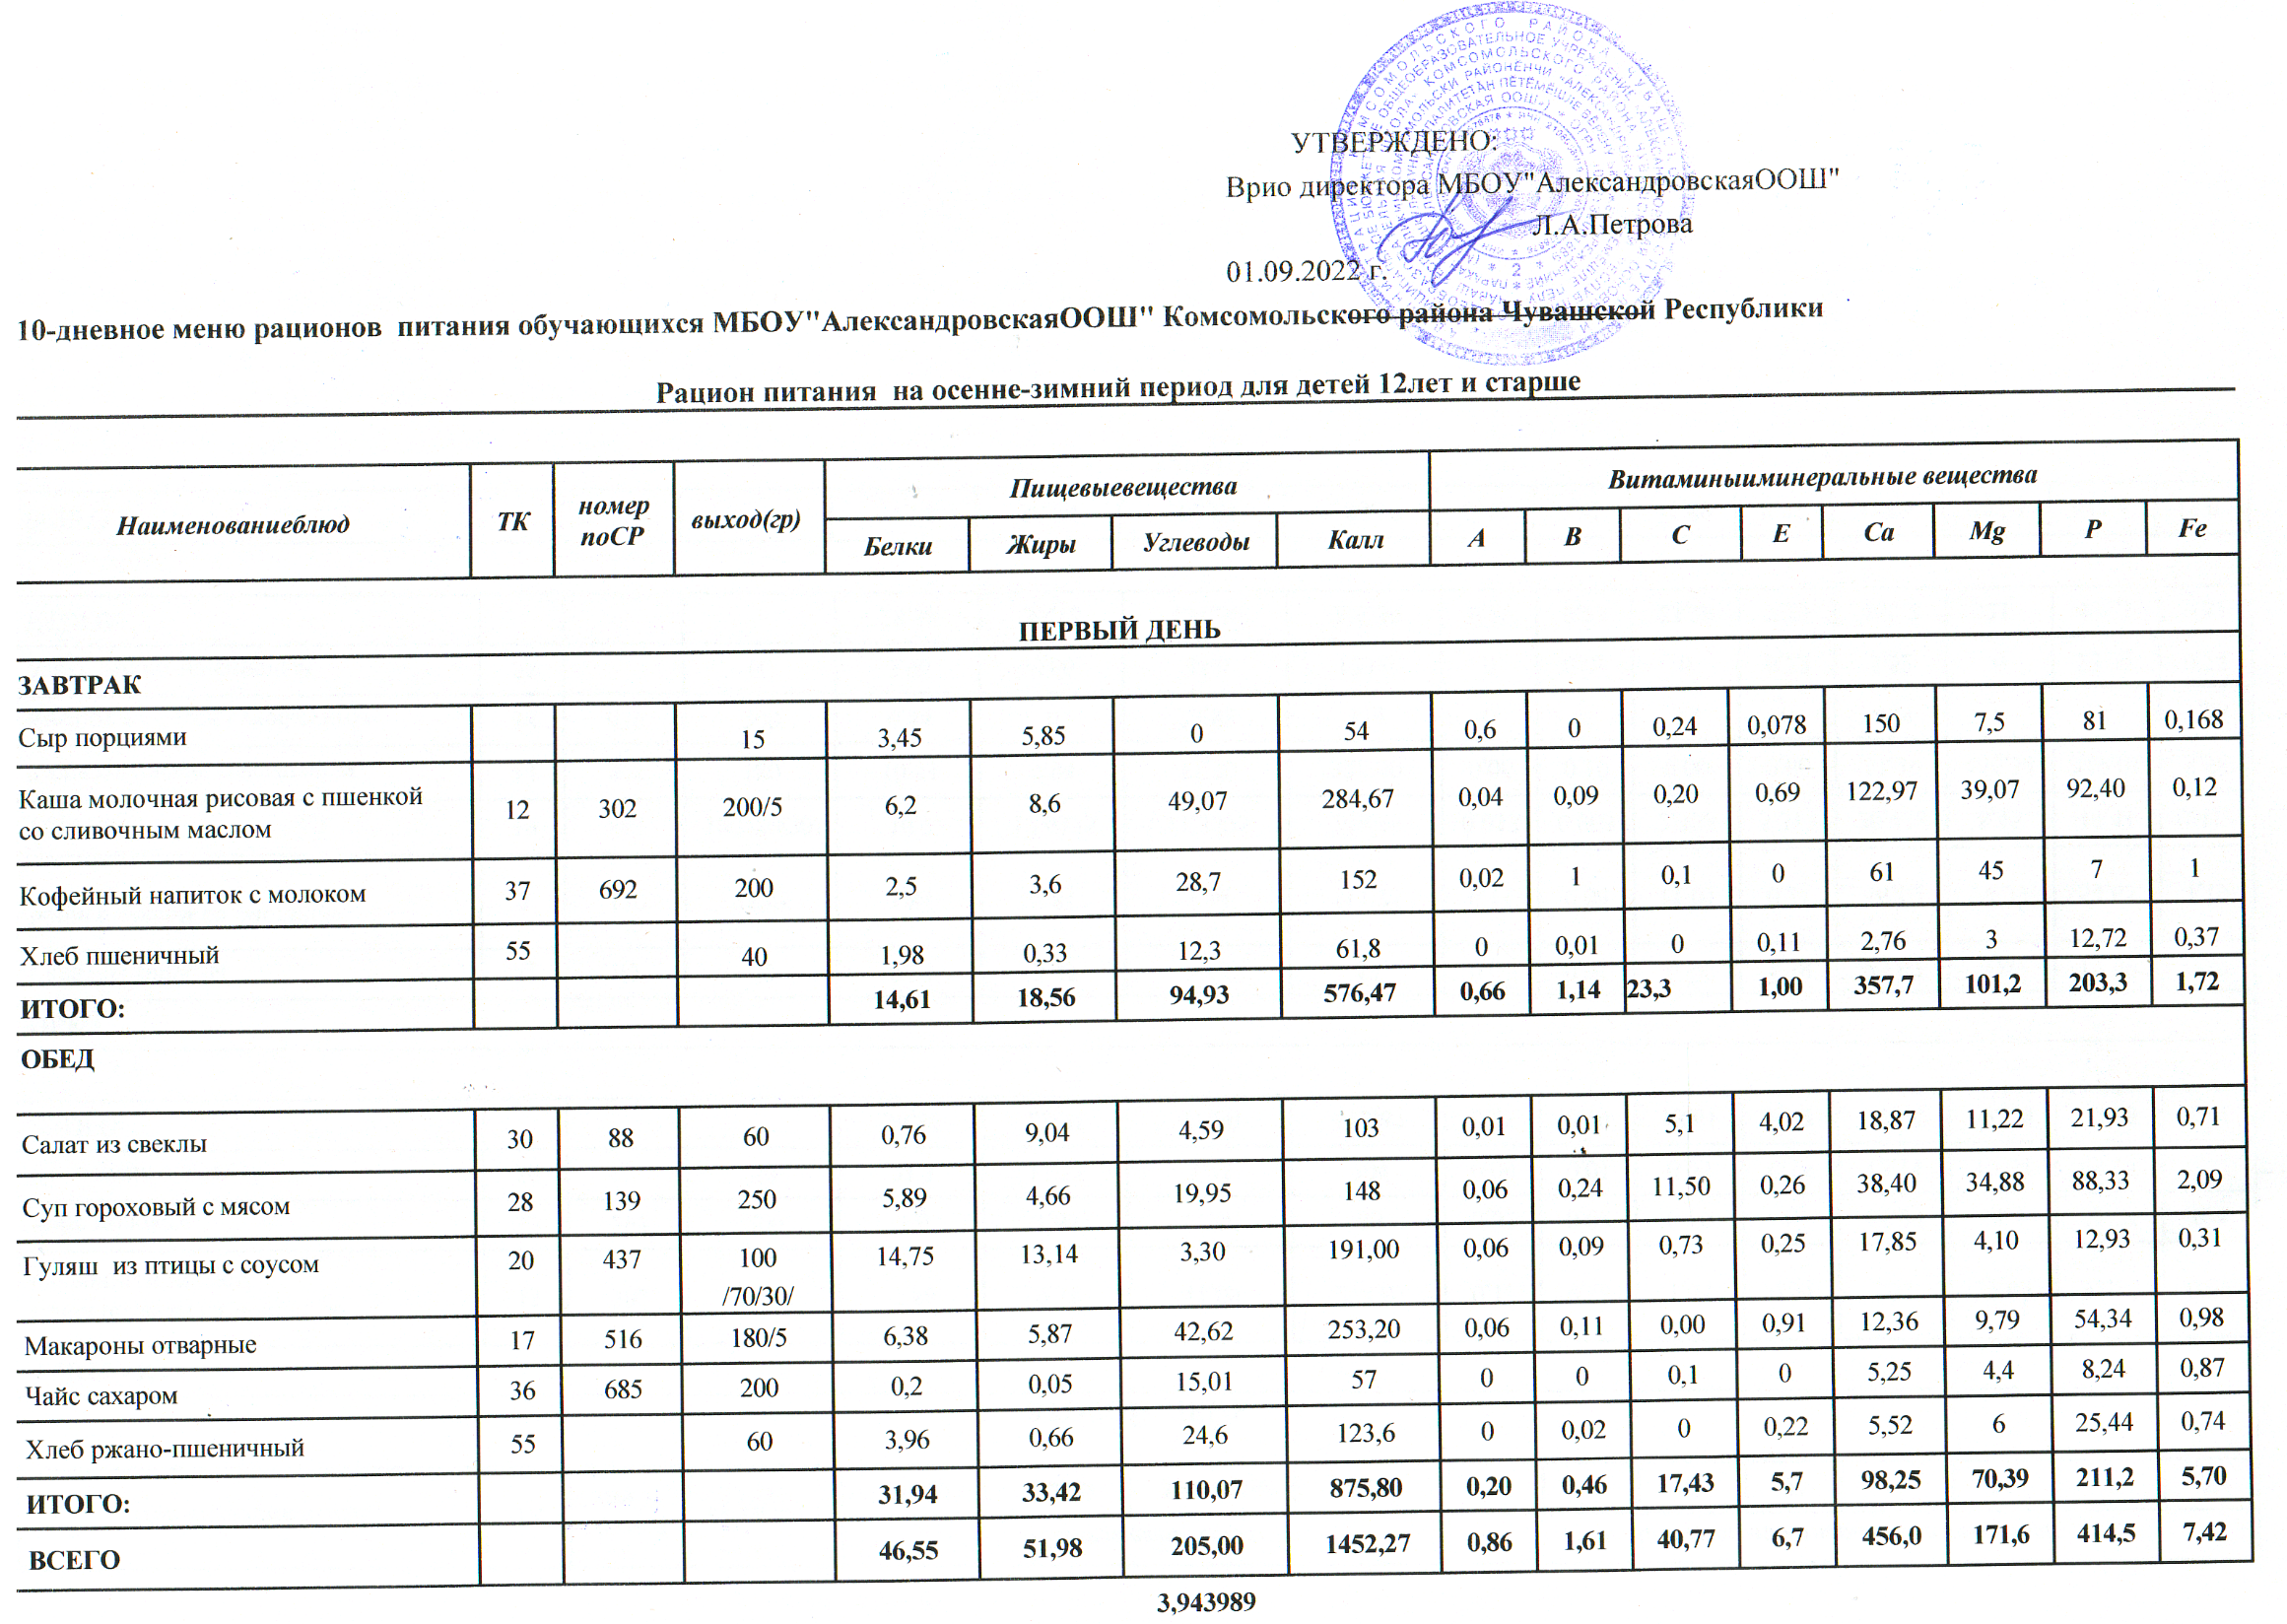 УТВЕРЖДЕНО:
Врио директора МБОУ"АлександровскаяООШ"
Л.А.Петрова
01.09.2022 г.
10-дневное меню рационов питания обучающихся МБОУ"АлександровскаяООШ" Комсомольского района Чувашской Республики
Рацион питания на осенне-зимний период для детей 12лет и старше
Наименованиеблюд ТК номер поСР выход(гр) Пищевыевещества Витаминыиминеральные вещества
Белки Жиры Углеводы Калл А В С Е Ca Mg P Fe
ПЕРВЫЙ ДЕНЬ
ЗАВТРАК
Сыр порциями 15 3,45 5,85 0 54 0,6 0 0,24 0,078 150 7,5 81 0,168
Каша молочная рисовая с пшенкой
со сливочным маслом 12 302 200/5 6,2 8,6 49,07 284,67 0,04 0,09 0,20 0,69 122,97 39,07 92,40 0,12
Кофейный напиток с молоком 37 692 200 2,5 3,6 28,7 152 0,02 1 0,1 0 61 45 7 1
Хлеб пшеничный 55 40 1,98 0,33 12,3 61,8 0 0,01 0 0,11 2,76 3 12,72 0,37
ИТОГО: 14,61 18,56 94,93 576,47 0,66 1,14 23,3 1,00 357,7 101,2 203,3 1,72
ОБЕД
Салат из свеклы 30 88 60 0,76 9,04 4,59 103 0,01 0,01 5,1 4,02 18,87 11,22 21,93 0,71
Суп гороховый с мясом 28 139 250 5,89 4,66 19,95 148 0,06 0,24 11,50 0,26 38,40 34,88 88,33 2,09
Гуляш из птицы с соусом 20 437 100 14,75 13,14 3,30 191,00 0,06 0,09 0,73 0,25 17,85 4,10 12,93 0,31
/70/30/
Макароны отварные 17 516 180/5 6,38 5,87 42,62 253,20 0,06 0,11 0,00 0,91 12,36 9,79 54,34 0,98
Чайс сахаром 36 685 200 0,2 0,05 15,01 57 0 0 0,1 0 5,25 4,4 8,24 0,87
Хлеб ржано-пшеничный 55 60 3,96 0,66 24,6 123,6 0 0,02 0 0,22 5,52 6 25,44 0,74
ИТОГО: 31,94 33,42 110,07 875,80 0,20 0,46 17,43 5,7 98,25 70,39 211,2 5,70
ВСЕГО 46,55 51,98 205,00 1452,27 0,86 1,61 40,77 6,7 456,0 171,6 414,5 7,42
3,943989